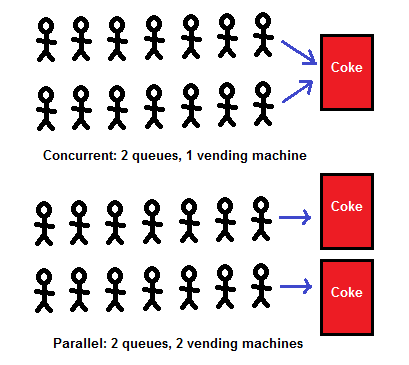 Coke
Concurrent: 2 queues, 1 vending machine
Coke
Coke
Parallel: 2 queues, 2 vending machines